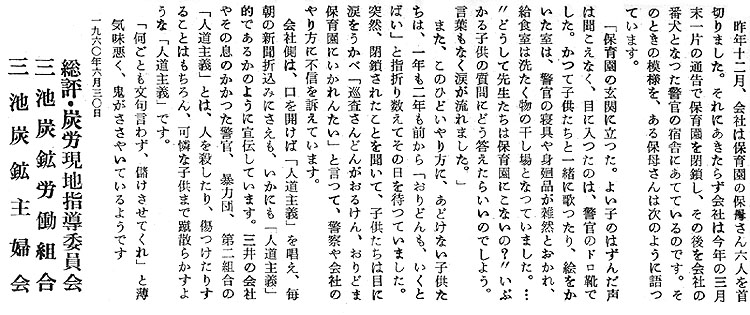 昨年十二月、会社は保育園の保母さん六人を首
切りました。それにあきたらず会社は今年の三月
末一片の通告で保育園を閉鎖し、その後を会社の
番犬となつた警官の宿舎にあてているのです。そ
のときの模様を、ある保母さんは次のように語つ
ています。
「保育園の玄関に立つた。よい子のはずんだ声
は聞こえなく、目に入つたのは、警官のドロ靴で
した。かつて子供たちと一緒に歌つたり、絵をか
いた室は、警官の寝具や身廻品が雑然とおかれ、
給食室は洗たく物の干し場となつていました。…
〝どうして先生たちは保育園にこないの？〟いぶ
かる子供の質問にどう答えたらいいのでしよう。
言葉もなく涙が流れました。」
また、このひどいやり方に、あどけない子供た
ちは、一年も二年も前から「おりどんも、いくと
ばい」と指折り数えてその日を待つていました。
突然、閉鎖されたことを聞いて、子供たちは目に
涙をうかべ「巡査さんどんがおるけん、おりどま
保育園にいかれんたい」と言つて、警察や会社の
やり方に不信を訴えています。
会社側は、口を開けば「人道主義」を唱え、毎
朝の新聞折込みにさえも、いかにも「人道主義」
的であるかのように宣伝しています。三井の会社
やその息のかかつた警官、暴力団、第二組合の
「人道主義」とは、人を殺したり、傷つけたりす
ることはもちろん、可憐な子供まで蹴散らかすよ
うな「人道主義」です。
「何ごとも文句言わず、儲けさせてくれ」と薄
気味悪く、鬼がささやいているようです
一九六〇年六月三〇日
総評・炭労現地指導委員会
三池炭鉱労働組合
三池炭鉱主婦会